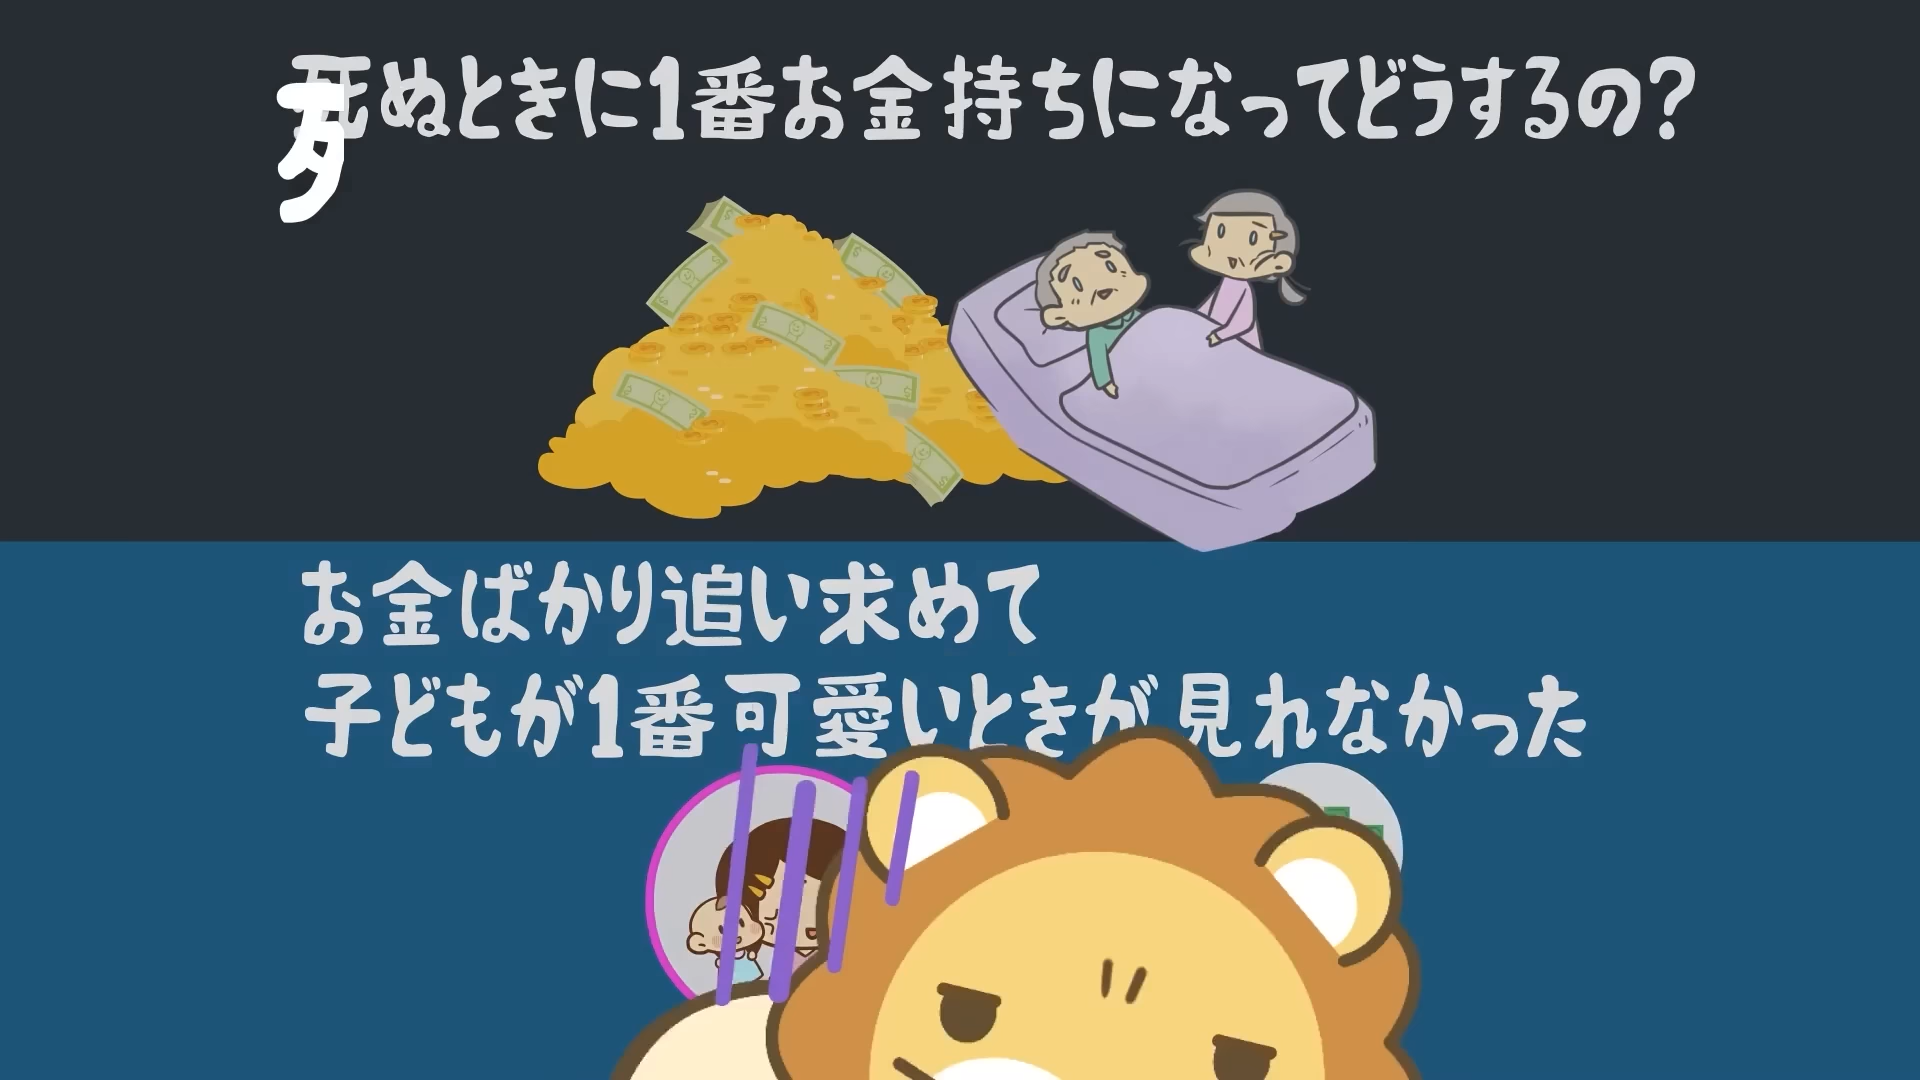 死ぬときに1番お金持ちになってどうするの?
お金ばかり追い求めて
子どもが1番可愛いときが見れなかった